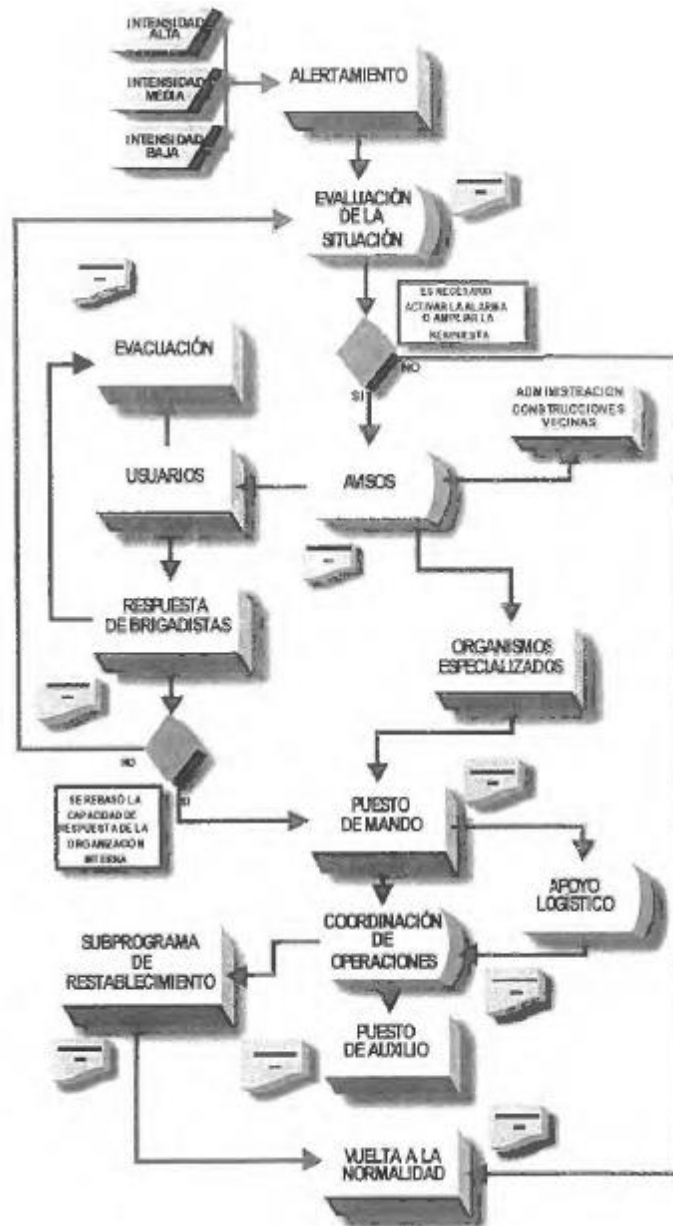 INTENSIDAD
ALTA
INTENSIDAD
MEDIA
INTENSIDAD
BAJA
ALERTAMIENTO
EVALUACIÓN
DE LA
SITUACIÓN
ES NECESARIO
ACTIVAR LA ALARMA
O AMPLIAR LA
RESPUESTA
NO
SI
EVACUACIÓN
ADMINISTRACION
CONSTRUCCIONES
VECINAS
USUARIOS
AVISOS
RESPUESTA
DE BRIGADISTAS
ORGANISMOS
ESPECIALIZADOS
NO
SI
SE REBASÓ LA
CAPACIDAD DE
RESPUESTA DE LA
ORGANIZACIÓN
INTERNA
PUESTO
DE MANDO
APOYO
LOGÍSTICO
COORDINACIÓN
DE
OPERACIONES
SUBPROGRAMA
DE
RESTABLECIMIENTO
PUESTO
DE AUXILIO
VUELTA A LA
NORMALIDAD